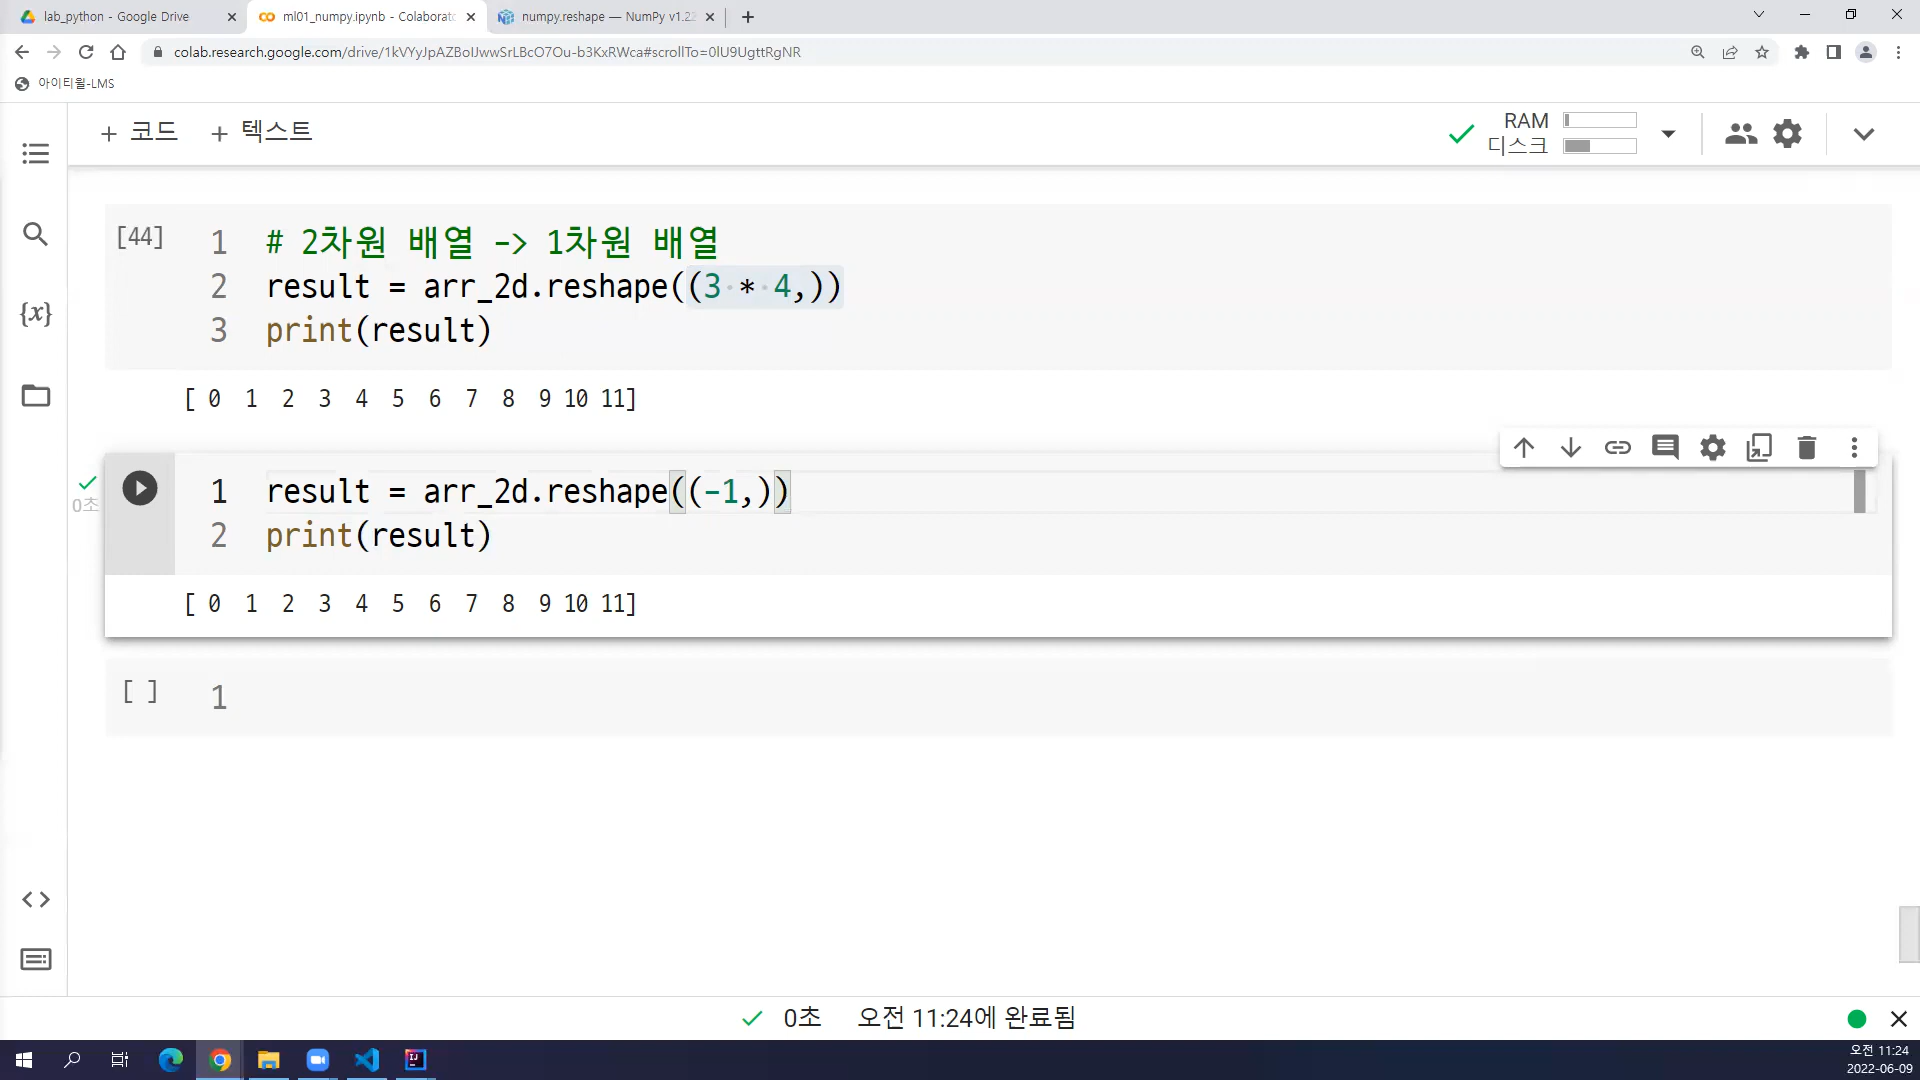 lab_python - Google Drive
ml01_numpy.ipynb - Colaborato
numpy.reshape — NumPy v1.22
colab.research.google.com/drive/1kVYyJpAZBoIJwwSrLBcO7Ou-b3KxRWca#scrollTo=0lU9UgttRgNR
아이티윌-LMS
+ 코드 + 텍스트
RAM
디스크
[44]
1 # 2차원 배열 -> 1차원 배열
2 result = arr_2d.reshape((3 * 4,))
3 print(result)
[ 0 1 2 3 4 5 6 7 8 9 10 11]
0초
1 result = arr_2d.reshape((-1,))
2 print(result)
[ 0 1 2 3 4 5 6 7 8 9 10 11]
[ ] 1
0초 오전 11:24에 완료됨
오전 11:24
2022-06-09